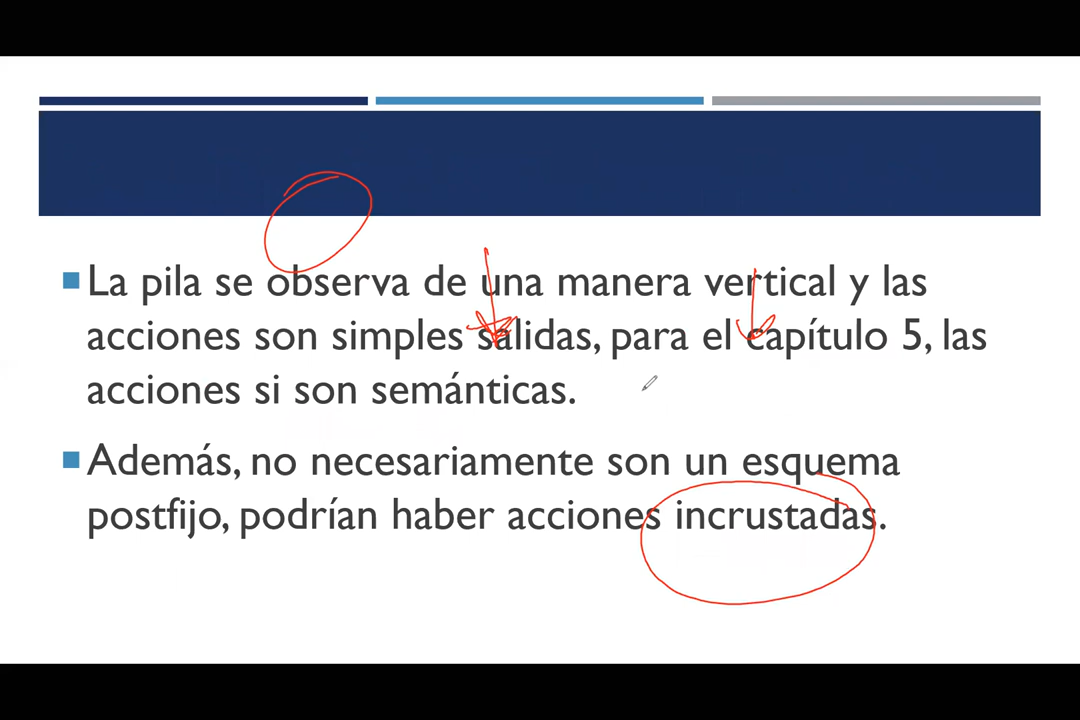 La pila se observa de una manera vertical y las
acciones son simples salidas, para el capítulo 5, las
acciones si son semánticas.
Además, no necesariamente son un esquema
postfijo, podrían haber acciones incrustadas.